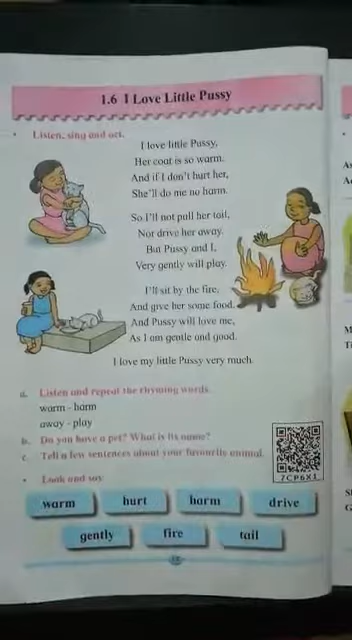 1.6 I Love Little Pussy
Listen, sing and act.
I love little Pussy,
Her coat is so warm.
And if I don't hurt her,
She'll do me no harm.
So I'll not pull her tail,
Nor drive her away.
But Pussy and I,
Very gently will play.
I'll sit by the fire,
And give her some food.
And Pussy will love me,
As I am gentle and good.
I love my little Pussy very much.
a. Listen and repeat the rhyming words.
warm - harm
away - play
b. Do you have a pet? What is its name?
c. Tell a few sentences about your favourite animal.
7CP6X1
Look and say
warm hurt harm drive
gently fire tail